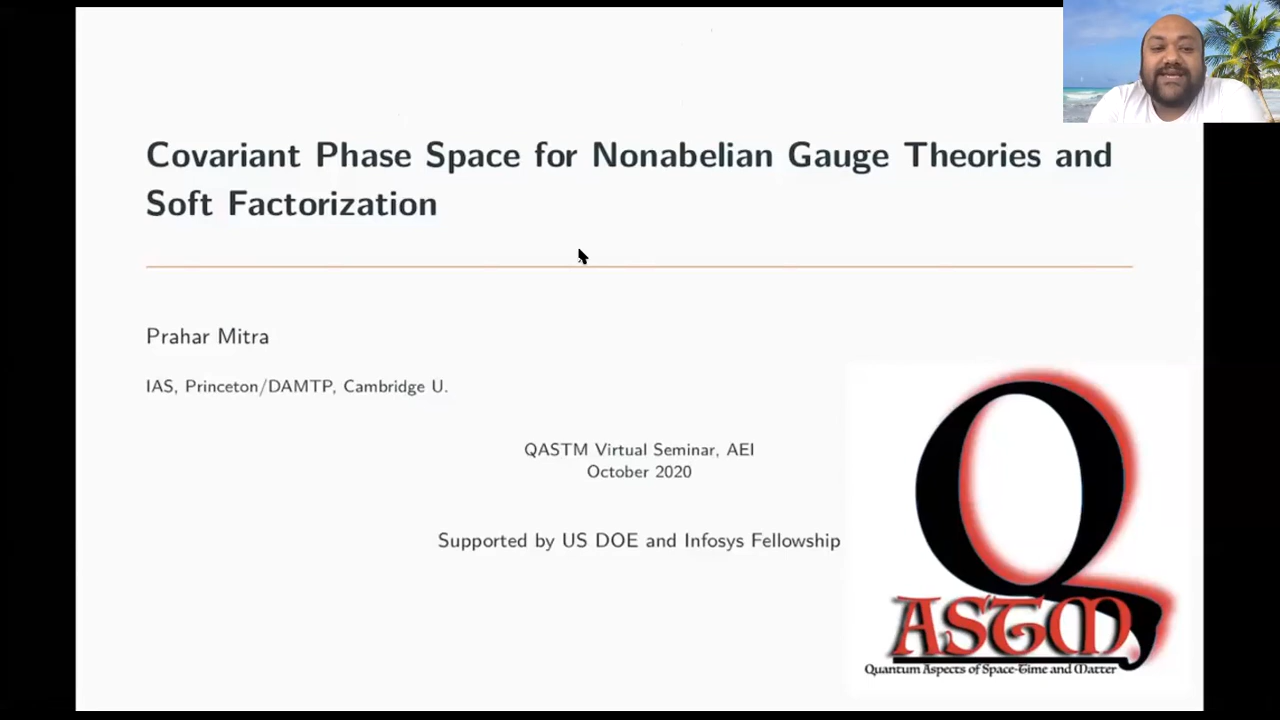 Covariant Phase Space for Nonabelian Gauge Theories and
Soft Factorization
Prahar Mitra
IAS, Princeton/DAMTP, Cambridge U.
QASTM Virtual Seminar, AEI
October 2020
Supported by US DOE and Infosys Fellowship
Q
ASTM
Quantum Aspects of Space-Time and Matter